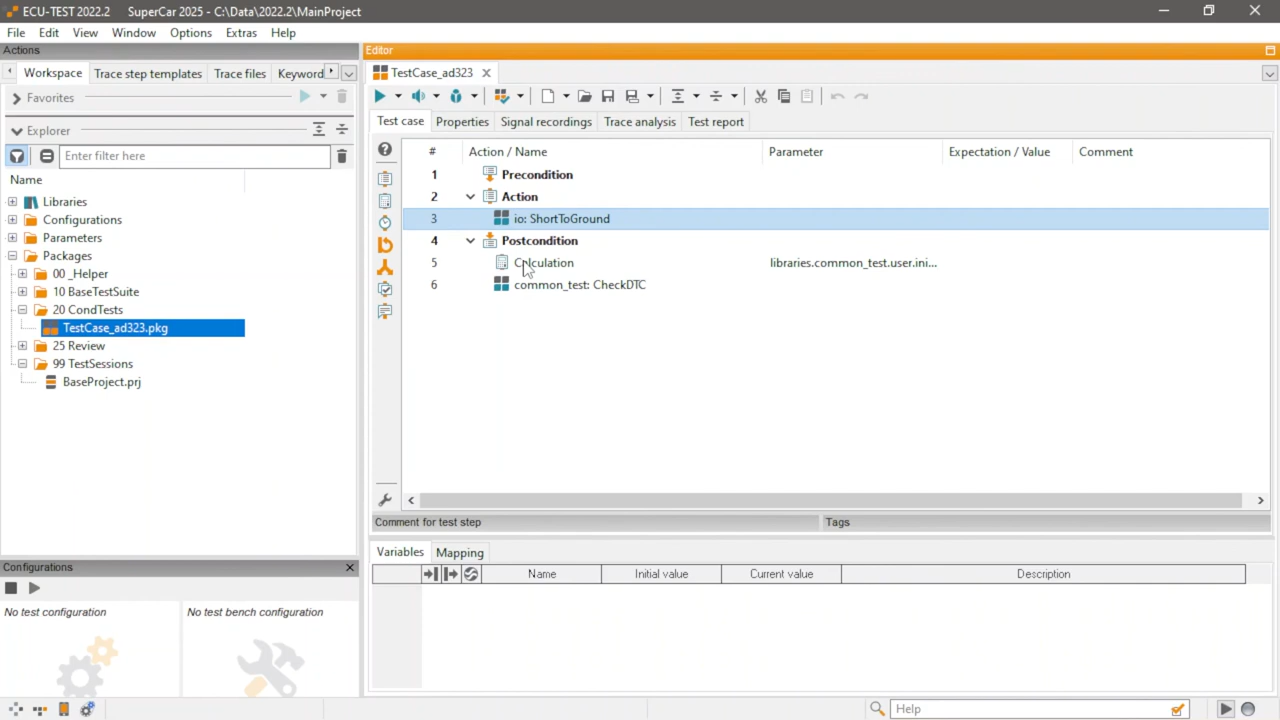 ECU-TEST 2022.2 SuperCar 2025 - C:\Data\2022.2\MainProject
File Edit View Window Options Extras Help
Actions
Workspace Trace step templates Trace files Keyword
Favorites
Explorer
Enter filter here
Name
Libraries
Configurations
Parameters
Packages
00 _Helper
10 BaseTestSuite
20 CondTests
TestCase_ad323.pkg
25 Review
99 TestSessions
BaseProject.prj
Configurations
No test configuration No test bench configuration
Editor
TestCase_ad323
Test case Properties Signal recordings Trace analysis Test report
# Action / Name Parameter Expectation / Value Comment
1 Precondition
2 Action
3 io: ShortToGround
4 Postcondition
5 Calculation libraries.common_test.user.ini...
6 common_test: CheckDTC
Comment for test step Tags
Variables Mapping
Name Initial value Current value Description
Help